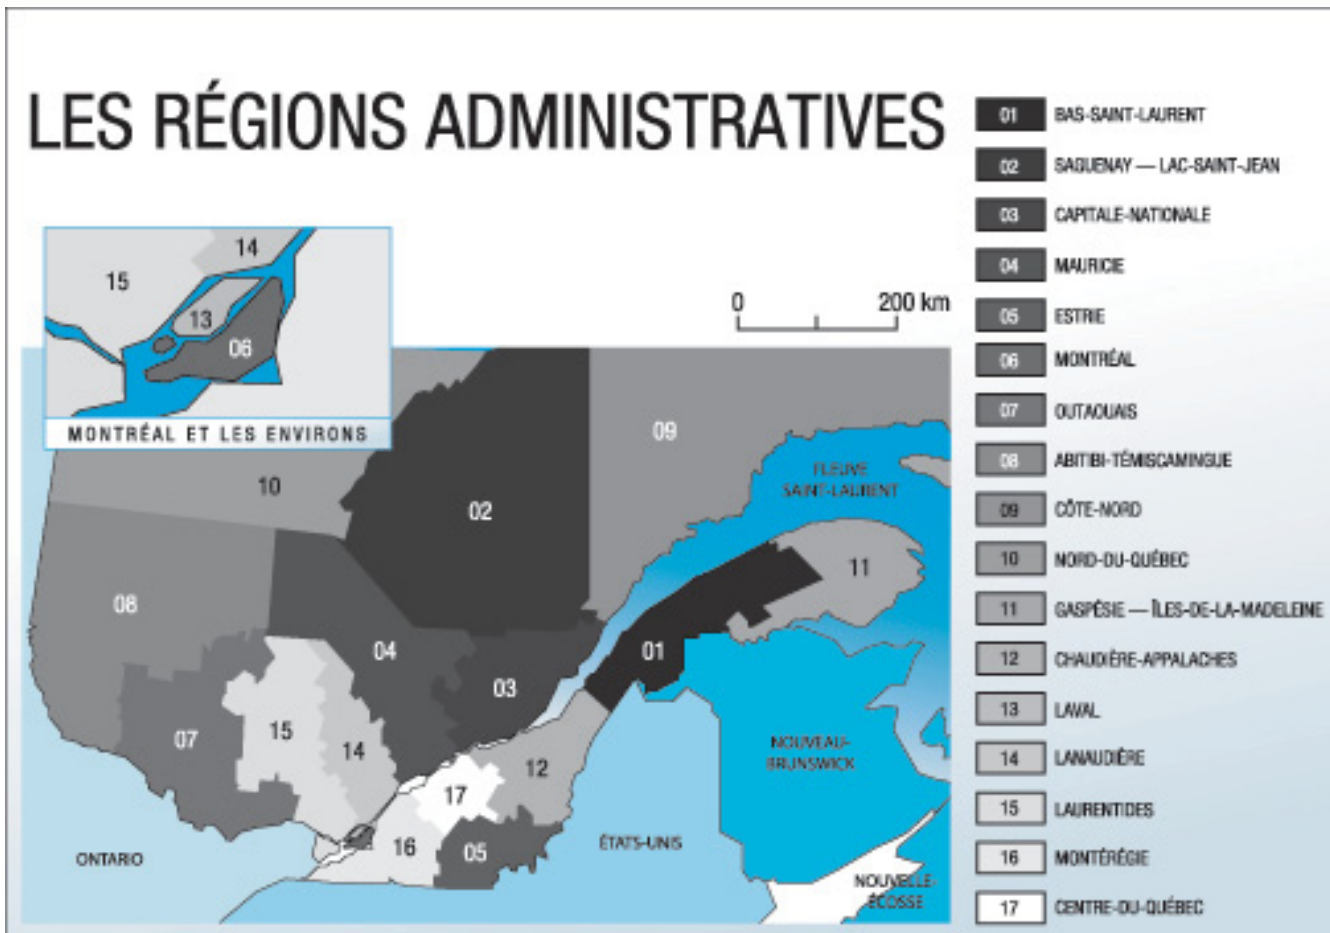 LES RÉGIONS ADMINISTRATIVES
14
15
13
06
MONTRÉAL ET LES ENVIRONS
0 200 km
09
FLEUVE
SAINT-LAURENT
10
02
11
08
04
01
03
07
15
14
12
NOUVEAU-
BRUNSWICK
17
16
05
ÉTATS-UNIS
ONTARIO
NOUVELLE-
ÉCOSSE
01 BAS-SAINT-LAURENT
02 SAGUENAY — LAC-SAINT-JEAN
03 CAPITALE-NATIONALE
04 MAURICIE
05 ESTRIE
06 MONTRÉAL
07 OUTAOUAIS
08 ABITIBI-TÉMISCAMINGUE
09 CÔTE-NORD
10 NORD-DU-QUÉBEC
11 GASPÉSIE — ÎLES-DE-LA-MADELEINE
12 CHAUDIÈRE-APPALACHES
13 LAVAL
14 LANAUDIÈRE
15 LAURENTIDES
16 MONTÉRÉGIE
17 CENTRE-DU-QUÉBEC